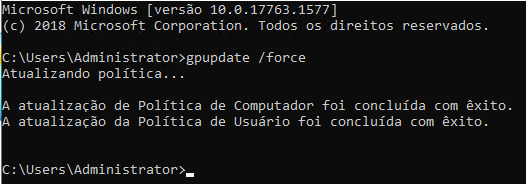 Microsoft Windows [versão 10.0.17763.1577]
(c) 2018 Microsoft Corporation. Todos os direitos reservados.
C:\Users\Administrator>gpupdate /force
Atualizando política...
A atualização de Política de Computador foi concluída com êxito.
A atualização da Política de Usuário foi concluída com êxito.
C:\Users\Administrator>